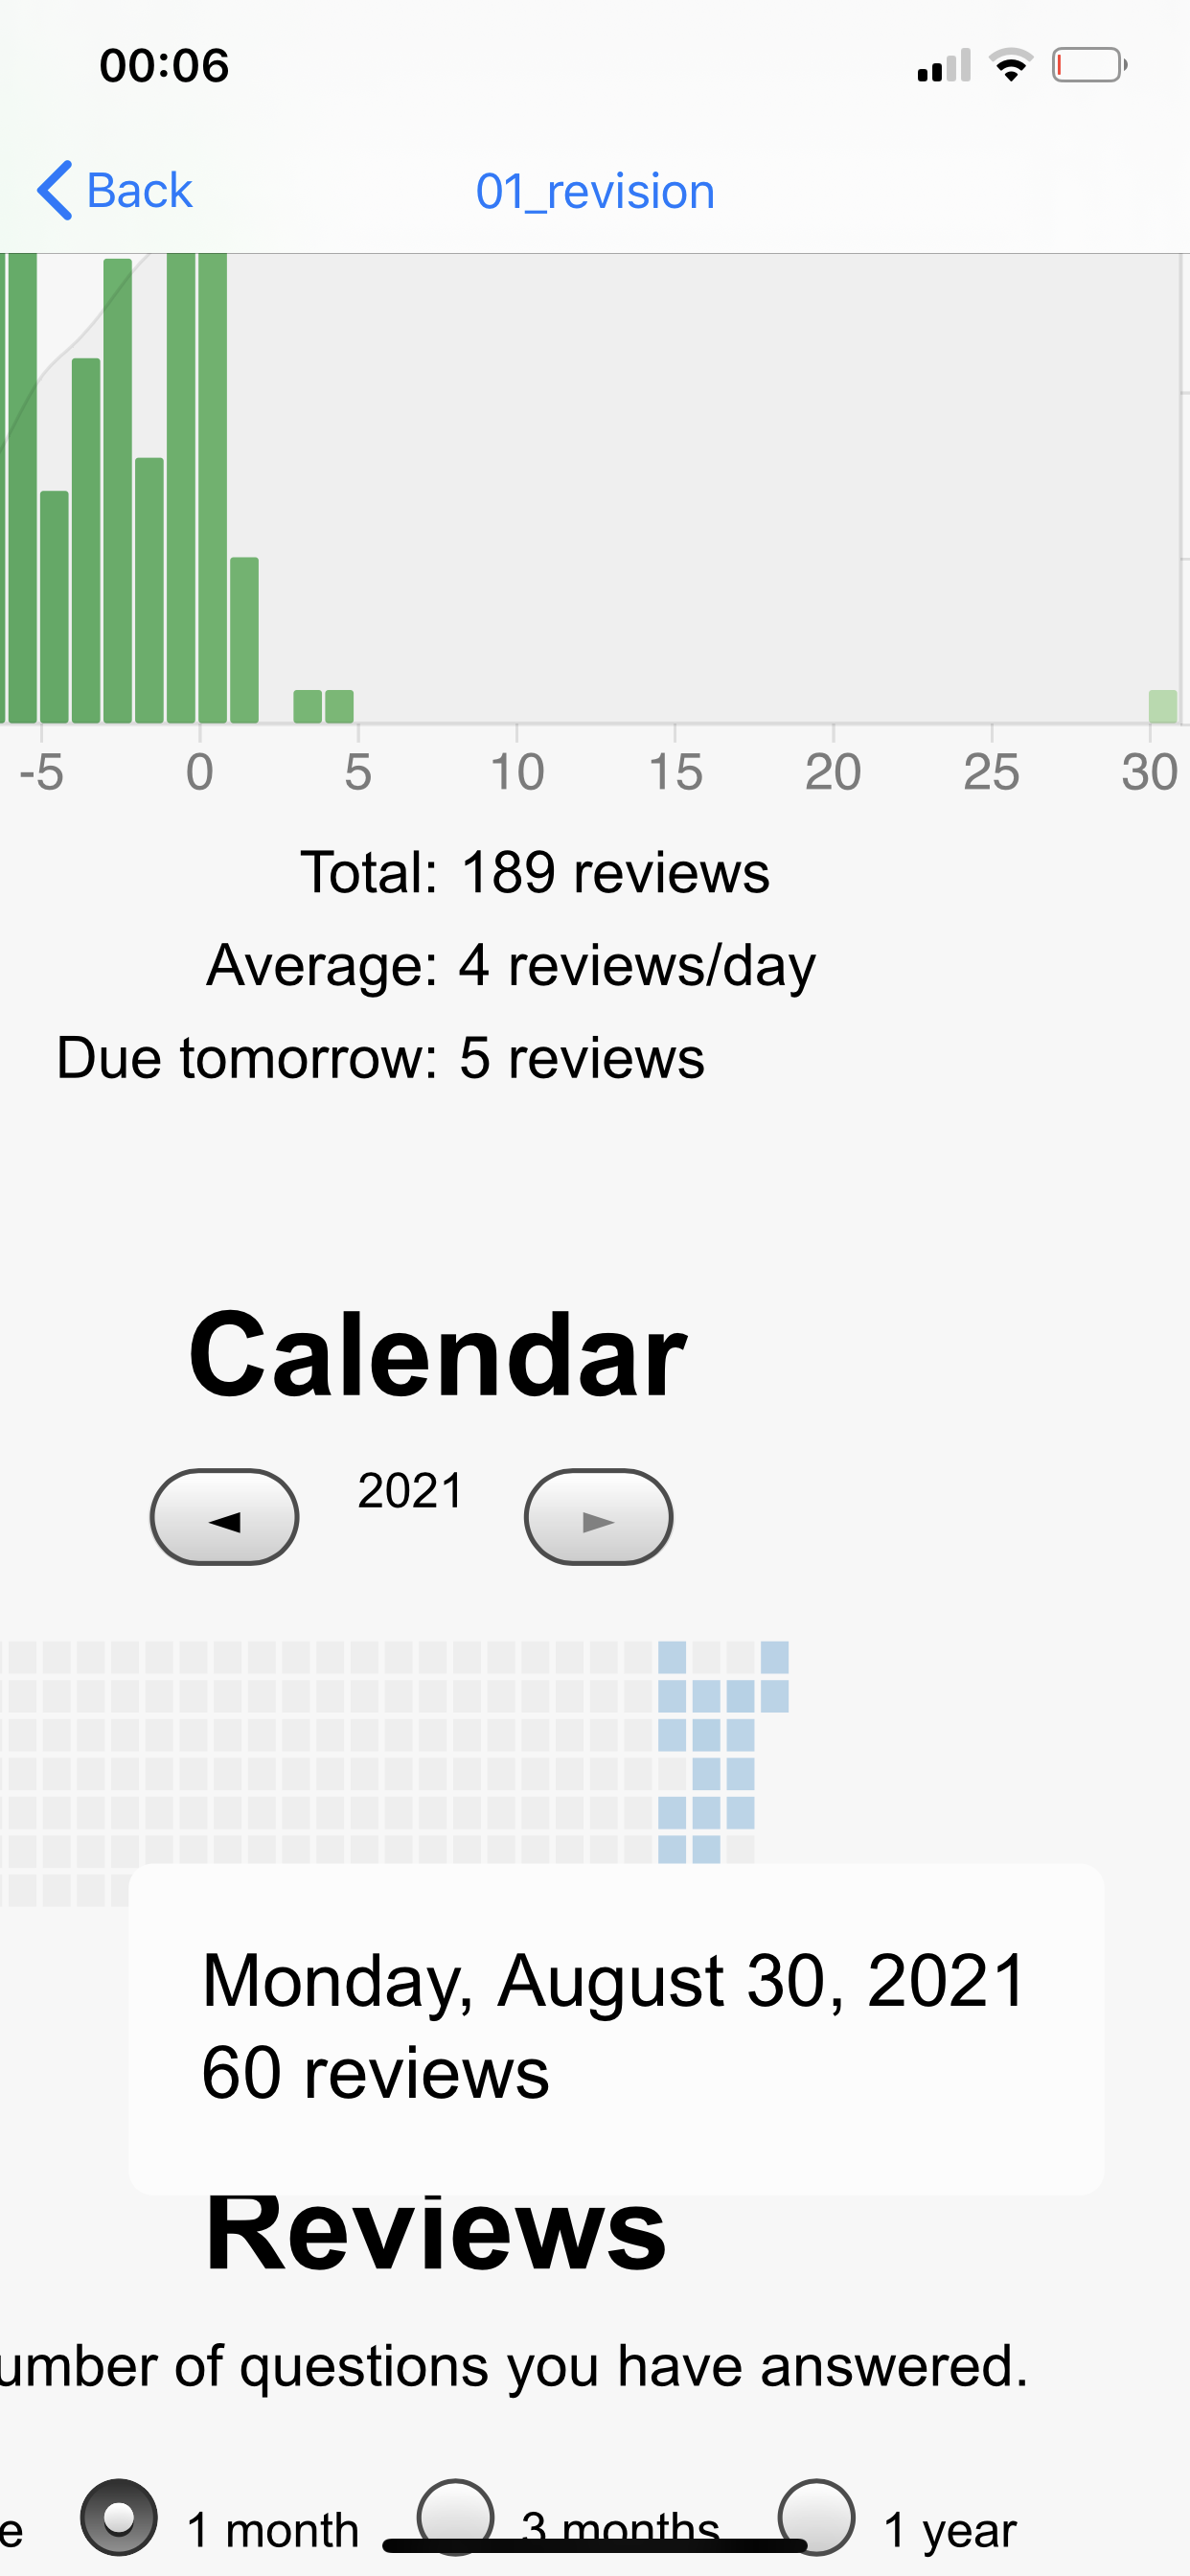 00:06
Back
01_revision
-5 0 5 10 15 20 25 30
Total: 189 reviews
Average: 4 reviews/day
Due tomorrow: 5 reviews
Calendar
2021
Monday, August 30, 2021
60 reviews
Reviews
umber of questions you have answered.
e 1 month 3 months 1 year